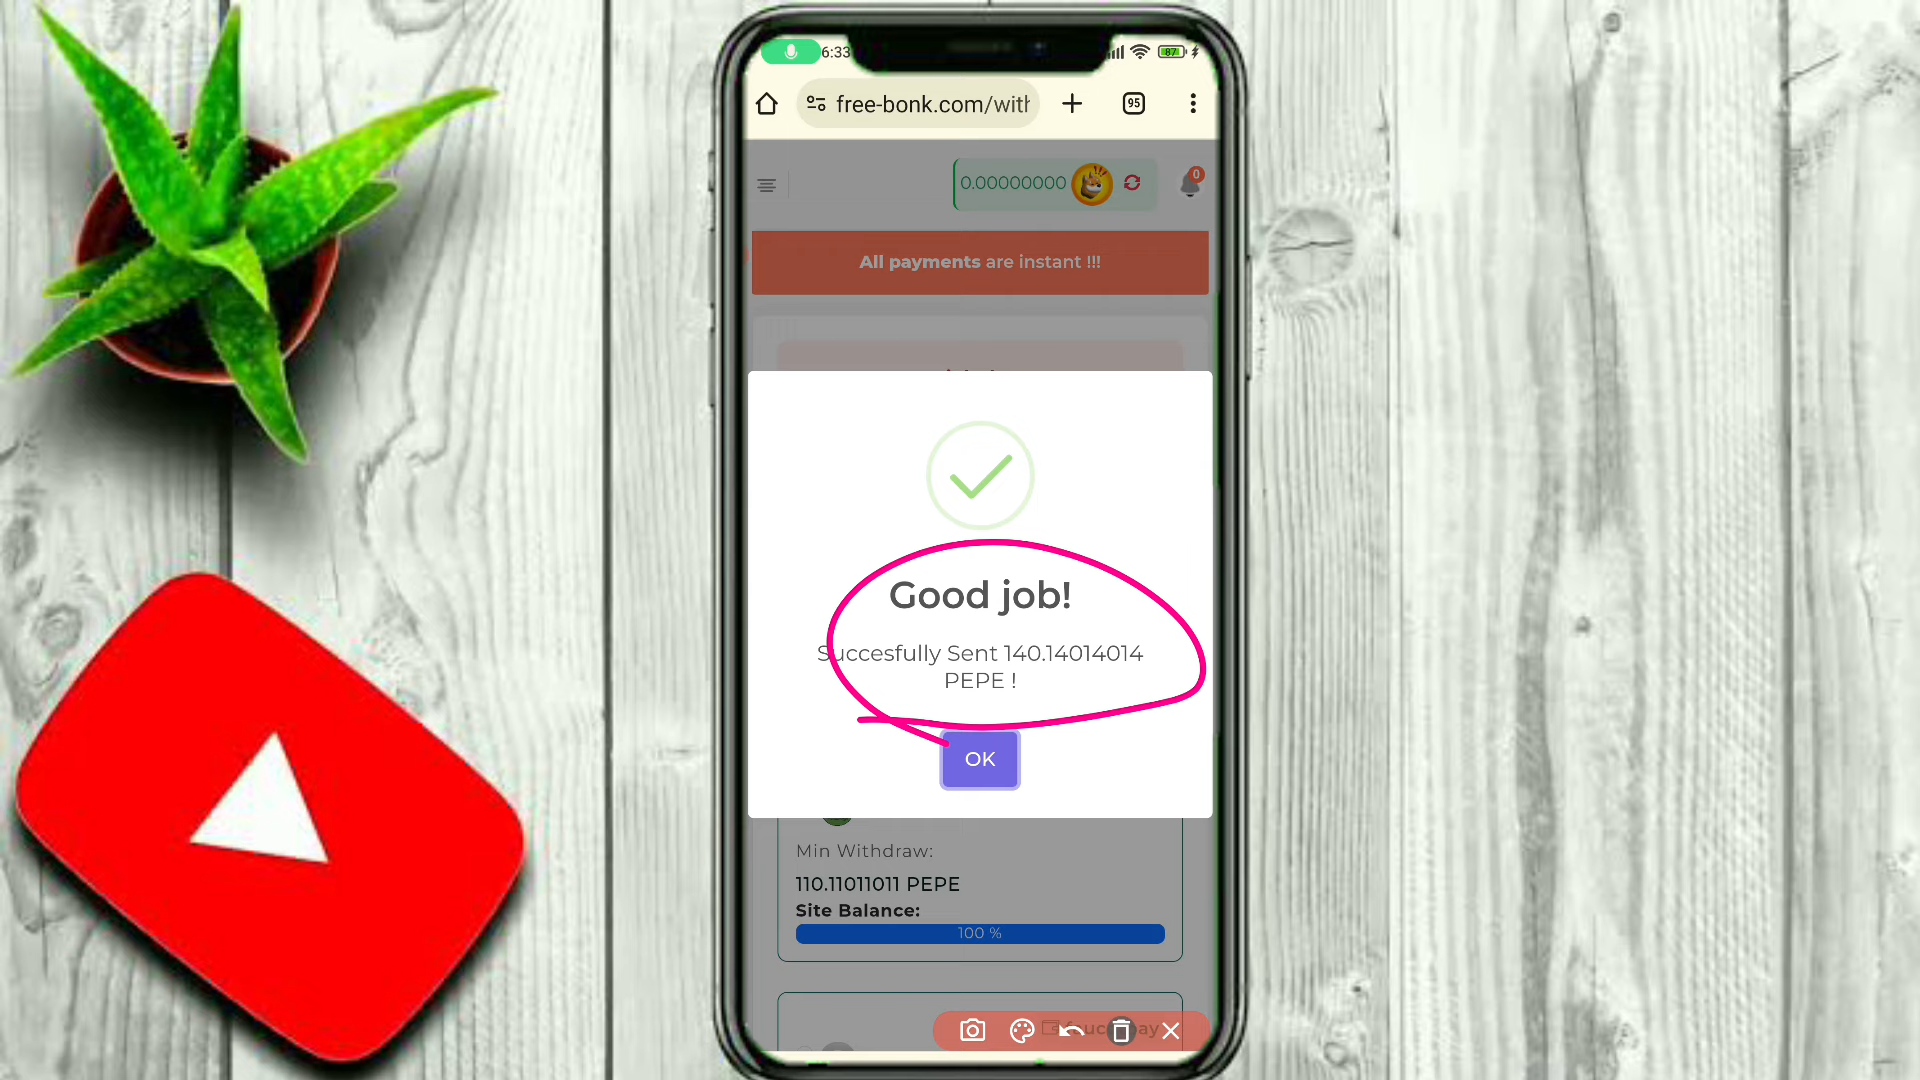 6:33
87
free-bonk.com/with
95
0.00000000
0
All payments are instant !!!
Good job!
Succesfully Sent 140.14014014
PEPE !
OK
Min Withdraw:
110.11011011 PEPE
Site Balance:
100 %